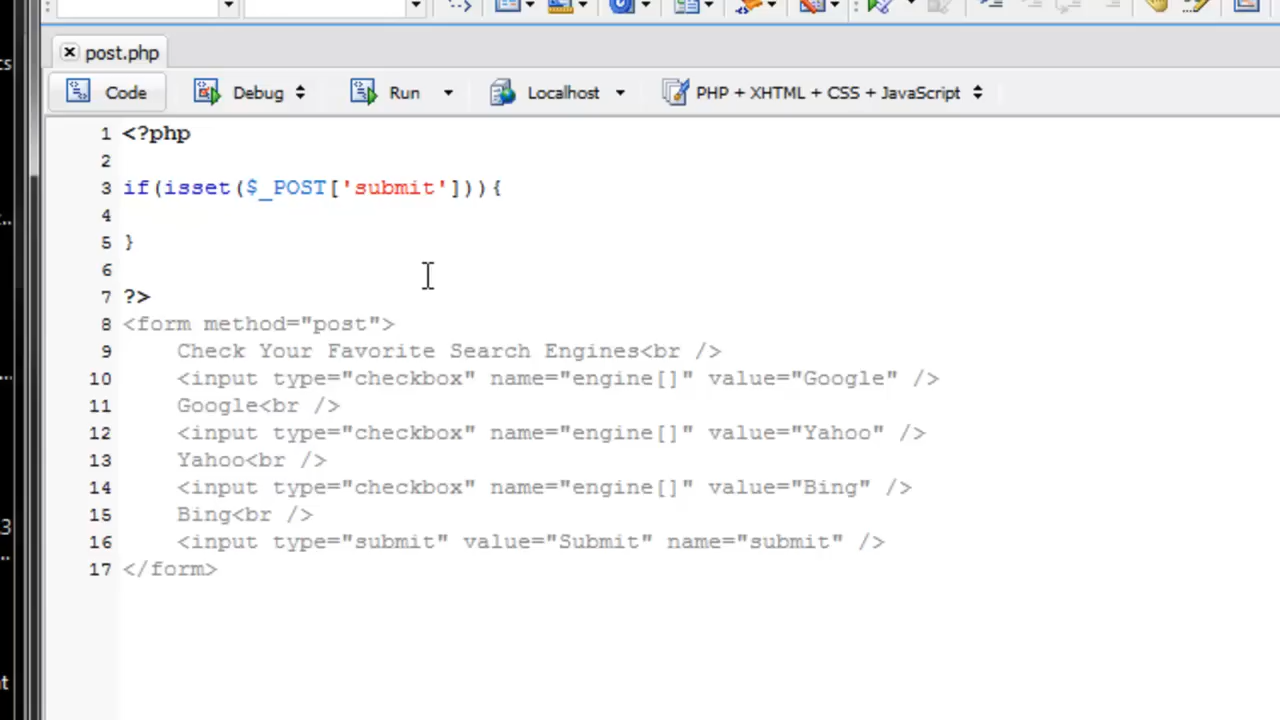 post.php
Code Debug Run Localhost PHP + XHTML + CSS + JavaScript
1 <?php
2
3 if(isset($_POST['submit'])){
4
5 }
6
7 ?>
8 <form method="post">
9 Check Your Favorite Search Engines<br />
10 <input type="checkbox" name="engine[]" value="Google" />
11 Google<br />
12 <input type="checkbox" name="engine[]" value="Yahoo" />
13 Yahoo<br />
14 <input type="checkbox" name="engine[]" value="Bing" />
15 Bing<br />
16 <input type="submit" value="Submit" name="submit" />
17 </form>